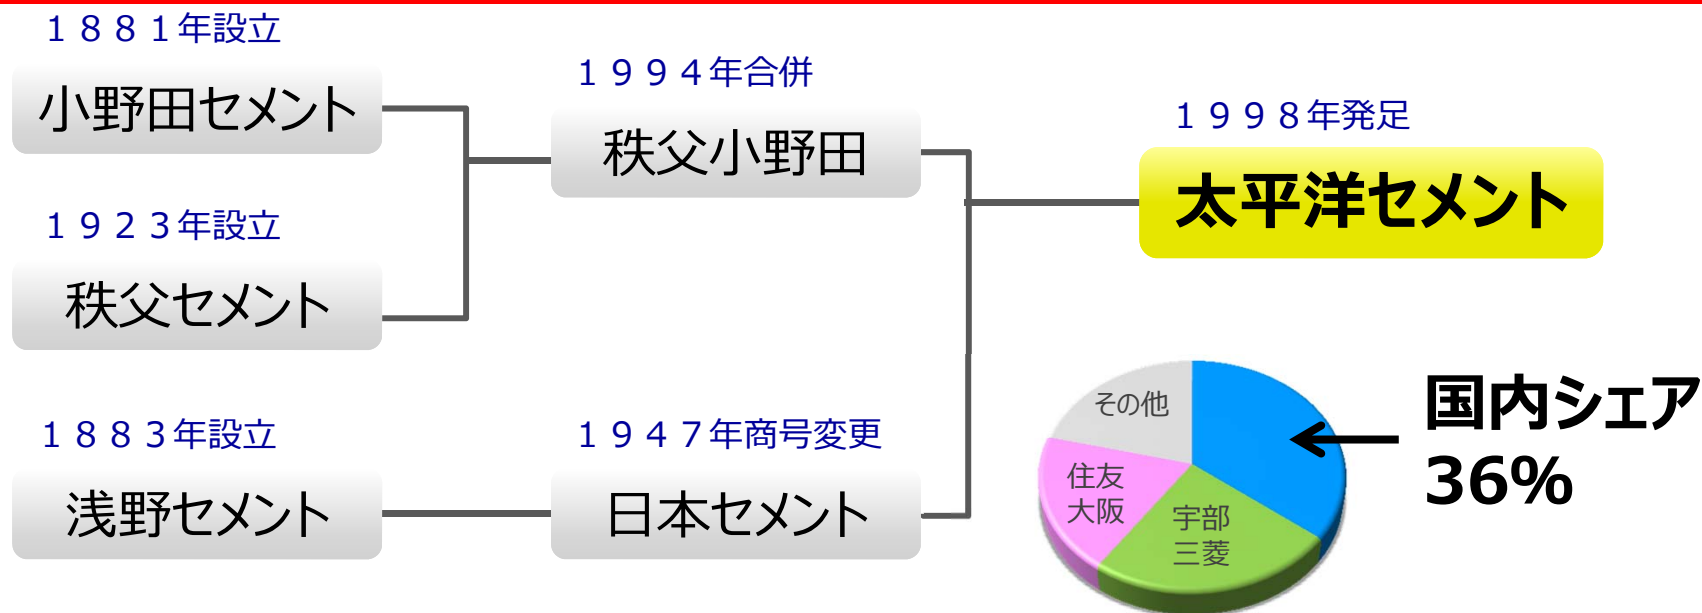 １８８１年設立
小野田セメント
１９２３年設立
秩父セメント
１８８３年設立
浅野セメント
１９９４年合併
秩父小野田
１９４７年商号変更
日本セメント
１９９８年発足
太平洋セメント
その他
住友
大阪
宇部
三菱
国内シェア
36%